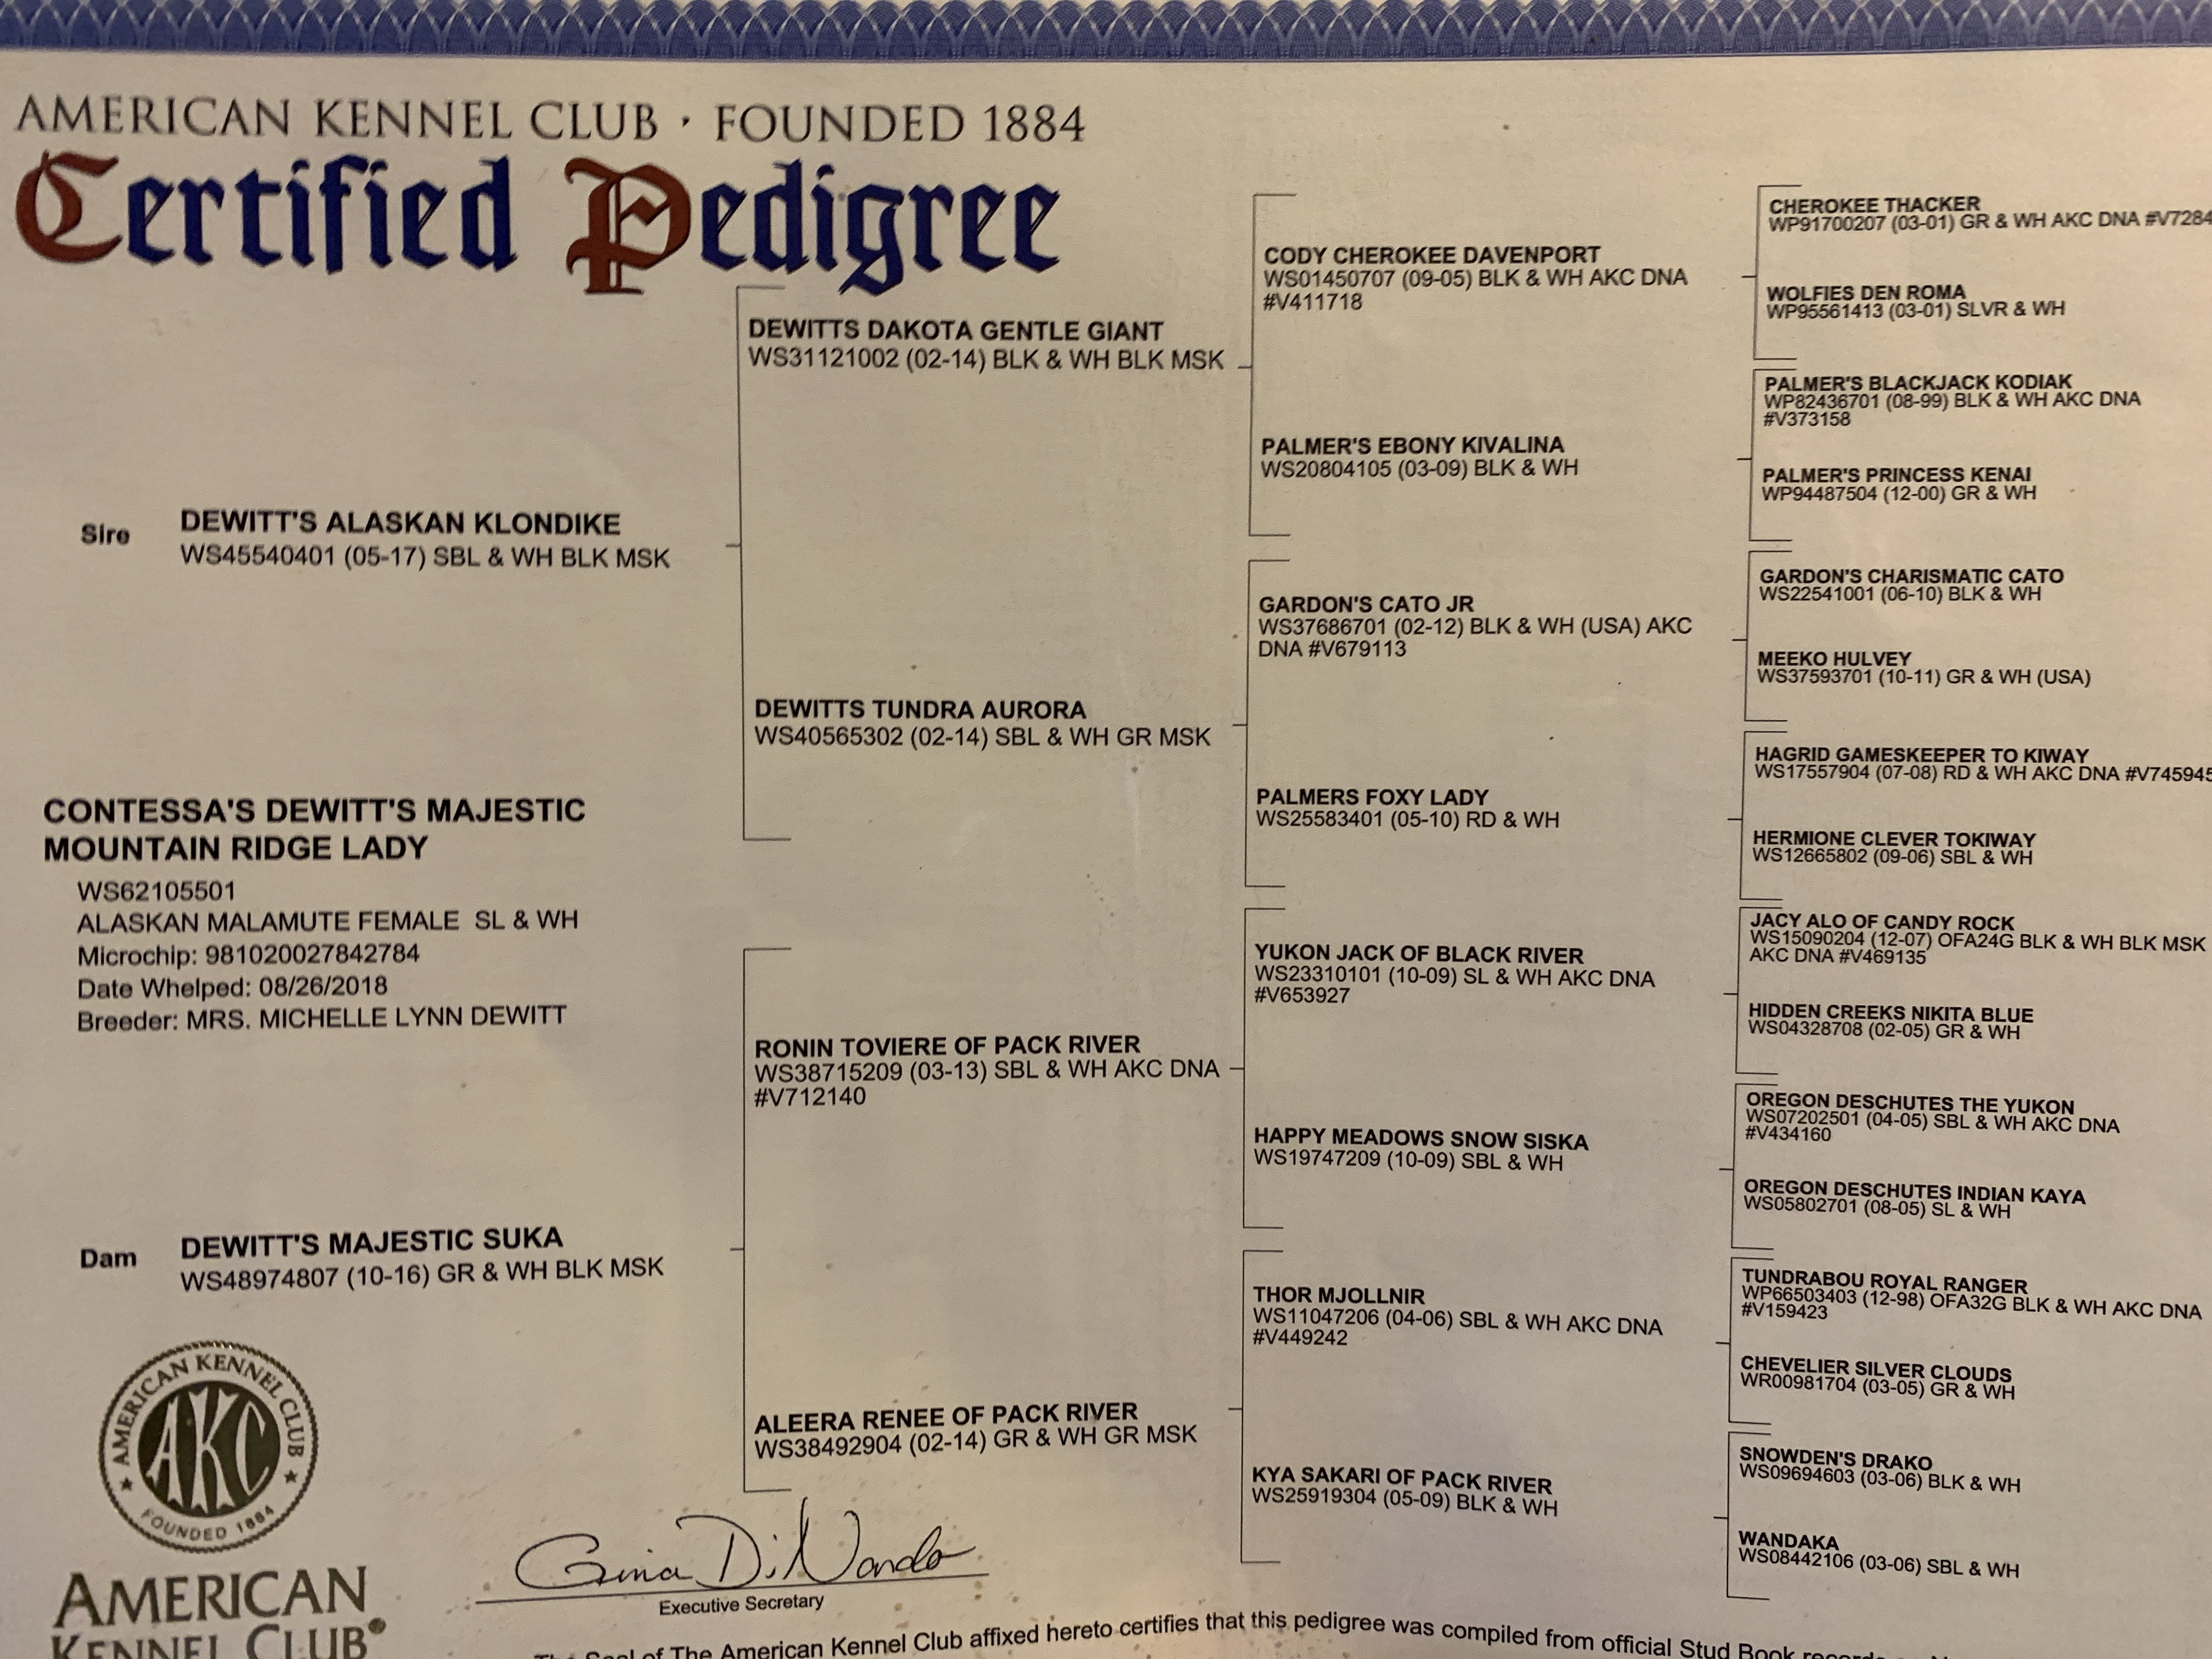 AMERICAN KENNEL CLUB · FOUNDED 1884
Certified Pedigree
Sire
DEWITT'S ALASKAN KLONDIKE
WS45540401 (05-17) SBL & WH BLK MSK
CONTESSA'S DEWITT'S MAJESTIC
MOUNTAIN RIDGE LADY
WS62105501
ALASKAN MALAMUTE FEMALE SL & WH
Microchip: 981020027842784
Date Whelped: 08/26/2018
Breeder: MRS. MICHELLE LYNN DEWITT
Dam
DEWITT'S MAJESTIC SUKA
WS48974807 (10-16) GR & WH BLK MSK
DEWITTS DAKOTA GENTLE GIANT
WS31121002 (02-14) BLK & WH BLK MSK
DEWITTS TUNDRA AURORA
WS40565302 (02-14) SBL & WH GR MSK
RONIN TOVIERE OF PACK RIVER
WS38715209 (03-13) SBL & WH AKC DNA
#V712140
ALEERA RENEE OF PACK RIVER
WS38492904 (02-14) GR & WH GR MSK
CODY CHEROKEE DAVENPORT
WS01450707 (09-05) BLK & WH AKC DNA
#V411718
PALMER'S EBONY KIVALINA
WS20804105 (03-09) BLK & WH
GARDON'S CATO JR
WS37686701 (02-12) BLK & WH (USA) AKC
DNA #V679113
PALMERS FOXY LADY
WS25583401 (05-10) RD & WH
YUKON JACK OF BLACK RIVER
WS23310101 (10-09) SL & WH AKC DNA
#V653927
HAPPY MEADOWS SNOW SISKA
WS19747209 (10-09) SBL & WH
THOR MJOLLNIR
WS11047206 (04-06) SBL & WH AKC DNA
#V449242
KYA SAKARI OF PACK RIVER
WS25919304 (05-09) BLK & WH
CHEROKEE THACKER
WP91700207 (03-01) GR & WH AKC DNA #V7284
WOLFIES DEN ROMA
WP95561413 (03-01) SLVR & WH
PALMER'S BLACKJACK KODIAK
WP82436701 (08-99) BLK & WH AKC DNA
#V373158
PALMER'S PRINCESS KENAI
WP94487504 (12-00) GR & WH
GARDON'S CHARISMATIC CATO
WS22541001 (06-10) BLK & WH
MEEKO HULVEY
WS37593701 (10-11) GR & WH (USA)
HAGRID GAMESKEEPER TO KIWAY
WS17557904 (07-08) RD & WH AKC DNA #V745945
HERMIONE CLEVER TOKIWAY
WS12665802 (09-06) SBL & WH
JACY ALO OF CANDY ROCK
WS15090204 (12-07) OFA24G BLK & WH BLK MSK
AKC DNA #V469135
HIDDEN CREEKS NIKITA BLUE
WS04328708 (02-05) GR & WH
OREGON DESCHUTES THE YUKON
WS07202501 (04-05) SBL & WH AKC DNA
#V434160
OREGON DESCHUTES INDIAN KAYA
WS05802701 (08-05) SL & WH
TUNDRABOU ROYAL RANGER
WP66503403 (12-98) OFA32G BLK & WH AKC DNA
#V159423
CHEVELIER SILVER CLOUDS
WR00981704 (03-05) GR & WH
SNOWDEN'S DRAKO
WS09694603 (03-06) BLK & WH
WANDAKA
WS08442106 (03-06) SBL & WH
AMERICAN KENNEL CLUB
AKC
FOUNDED 1884
AMERICAN
KENNEL CLUB®
Gina DiNardo
Executive Secretary
The Seal of The American Kennel Club affixed hereto certifies that this pedigree was compiled from official Stud Book records